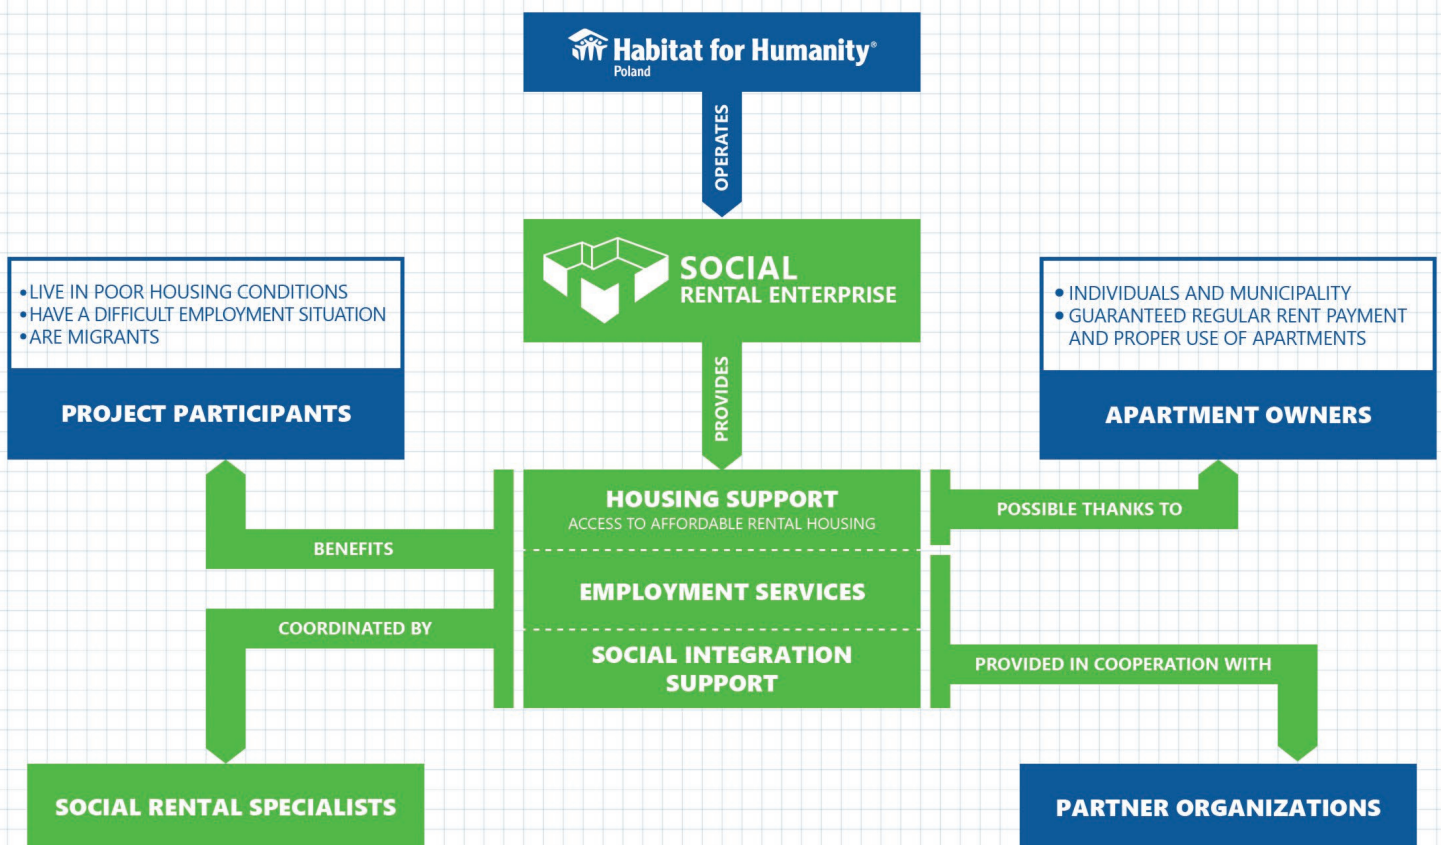 Habitat for Humanity®
Poland
OPERATES
SOCIAL
RENTAL ENTERPRISE
PROVIDES
• LIVE IN POOR HOUSING CONDITIONS
• HAVE A DIFFICULT EMPLOYMENT SITUATION
• ARE MIGRANTS
PROJECT PARTICIPANTS
• INDIVIDUALS AND MUNICIPALITY
• GUARANTEED REGULAR RENT PAYMENT
AND PROPER USE OF APARTMENTS
APARTMENT OWNERS
HOUSING SUPPORT
ACCESS TO AFFORDABLE RENTAL HOUSING
EMPLOYMENT SERVICES
SOCIAL INTEGRATION
SUPPORT
BENEFITS
COORDINATED BY
POSSIBLE THANKS TO
PROVIDED IN COOPERATION WITH
SOCIAL RENTAL SPECIALISTS
PARTNER ORGANIZATIONS